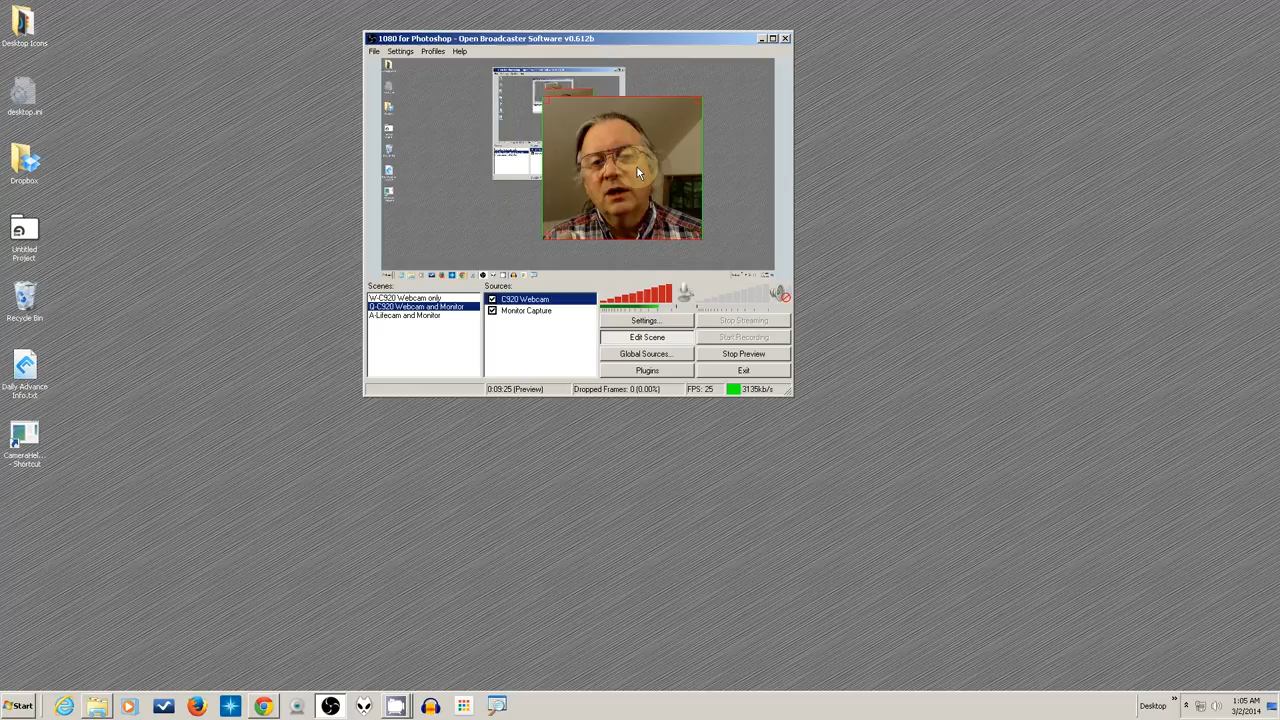 1080 for Photoshop - Open Broadcaster Software v0.612b
File Settings Profiles Help
Desktop Icons
desktop.ini
Dropbox
Untitled
Project
Recycle Bin
Daily Advance
Info.txt
CameraHel...
- Shortcut
Scenes:
W-C920 Webcam only
Q-C920 Webcam and Monitor
A-Lifecam and Monitor
Sources:
C920 Webcam
Monitor Capture
Settings...
Stop Streaming
Edit Scene
Start Recording
Global Sources...
Stop Preview
Plugins
Exit
0:09:25 (Preview)
Dropped Frames: 0 (0.00%)
FPS: 25
3135kb/s
Start
Desktop
1:05 AM
3/2/2014